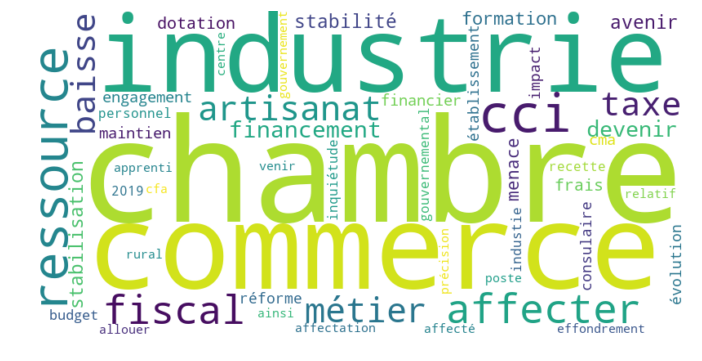 dotation
stabilité
formation
avenir
industrie
centre
gouvernement
établissement
impact
baisse
ressource
engagement
artisanat
financier
cci
taxe
personnel
maintien
financement
gouvernemental
devenir
cma
chambre
inquiétude
menace
recette
frais
relatif
apprenti
venir
2019
cfa
stabilisation
commerce
précision
industie
consulaire
évolution
rural
poste
fiscal
réforme
métier
affecter
budget
ainsi
allouer
affectation
affecté
effondrement